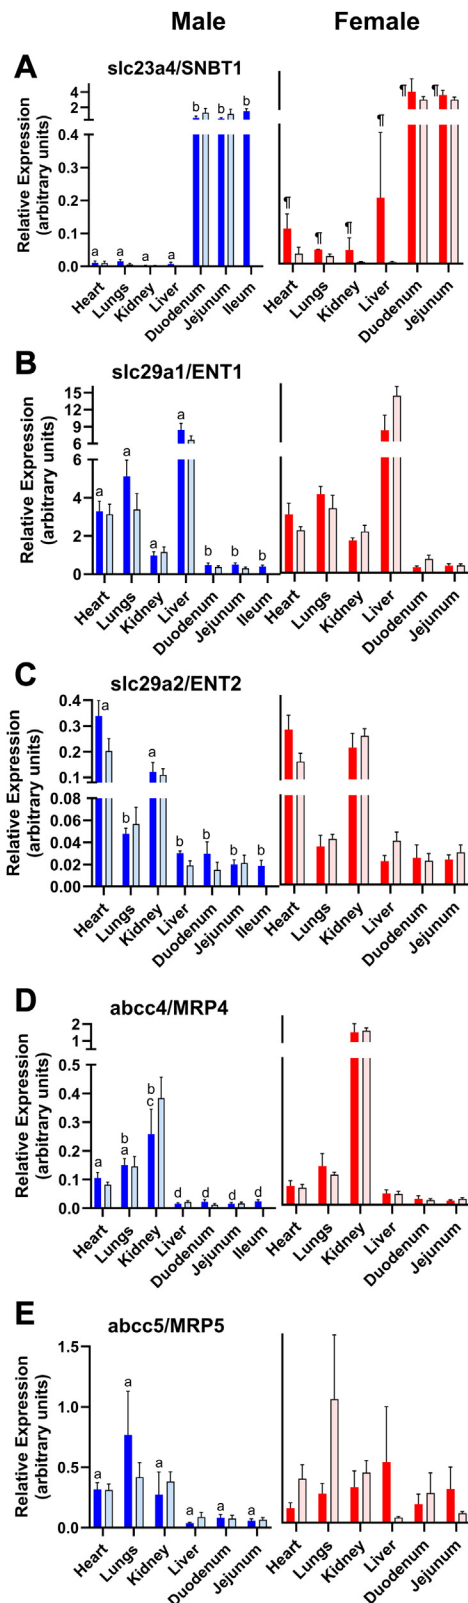 Male Female
A
slc23a4/SNBT1
Relative Expression
(arbitrary units)
4
2
0.4
0.3
0.2
0.1
0.0
a a a a b b b
¶ ¶ ¶ ¶ ¶ ¶
Heart Lungs Kidney Liver Duodenum Jejunum Ileum
Heart Lungs Kidney Liver Duodenum Jejunum
B
slc29a1/ENT1
Relative Expression
(arbitrary units)
15
12
9
6
6
4
2
0
a a a a b b b
Heart Lungs Kidney Liver Duodenum Jejunum Ileum
Heart Lungs Kidney Liver Duodenum Jejunum
C
slc29a2/ENT2
Relative Expression
(arbitrary units)
0.4
0.3
0.2
0.1
0.08
0.06
0.04
0.02
0.00
a b a b b b b
Heart Lungs Kidney Liver Duodenum Jejunum Ileum
Heart Lungs Kidney Liver Duodenum Jejunum
D
abcc4/MRP4
Relative Expression
(arbitrary units)
2
1
0.5
0.4
0.3
0.2
0.1
0.0
a b a b c d d d d
Heart Lungs Kidney Liver Duodenum Jejunum Ileum
Heart Lungs Kidney Liver Duodenum Jejunum
E
abcc5/MRP5
Relative Expression
(arbitrary units)
1.5
1.0
0.5
0.0
a a a a a a
Heart Lungs Kidney Liver Duodenum Jejunum
Heart Lungs Kidney Liver Duodenum Jejunum